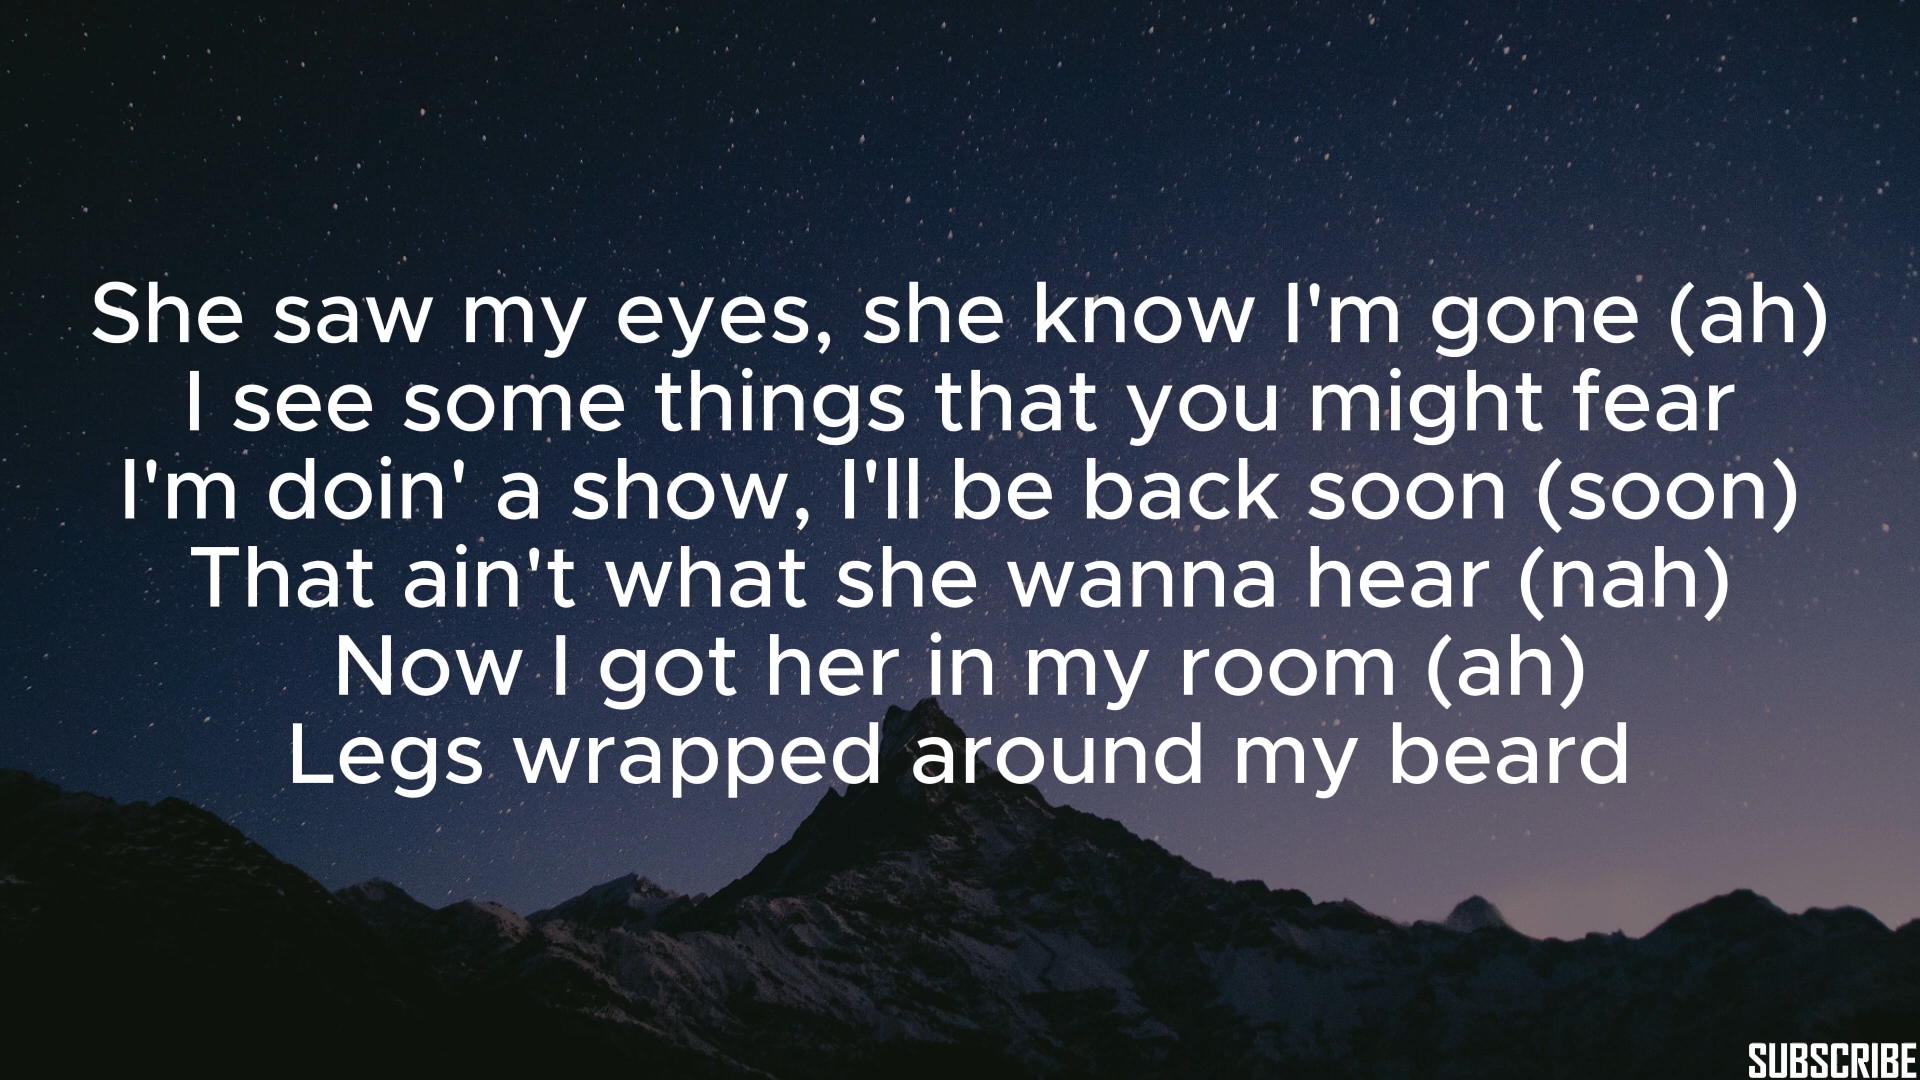 She saw my eyes, she know I'm gone (ah)
I see some things that you might fear
I'm doin' a show, I'll be back soon (soon)
That ain't what she wanna hear (nah)
Now I got her in my room (ah)
Legs wrapped around my beard
SUBSCRIBE